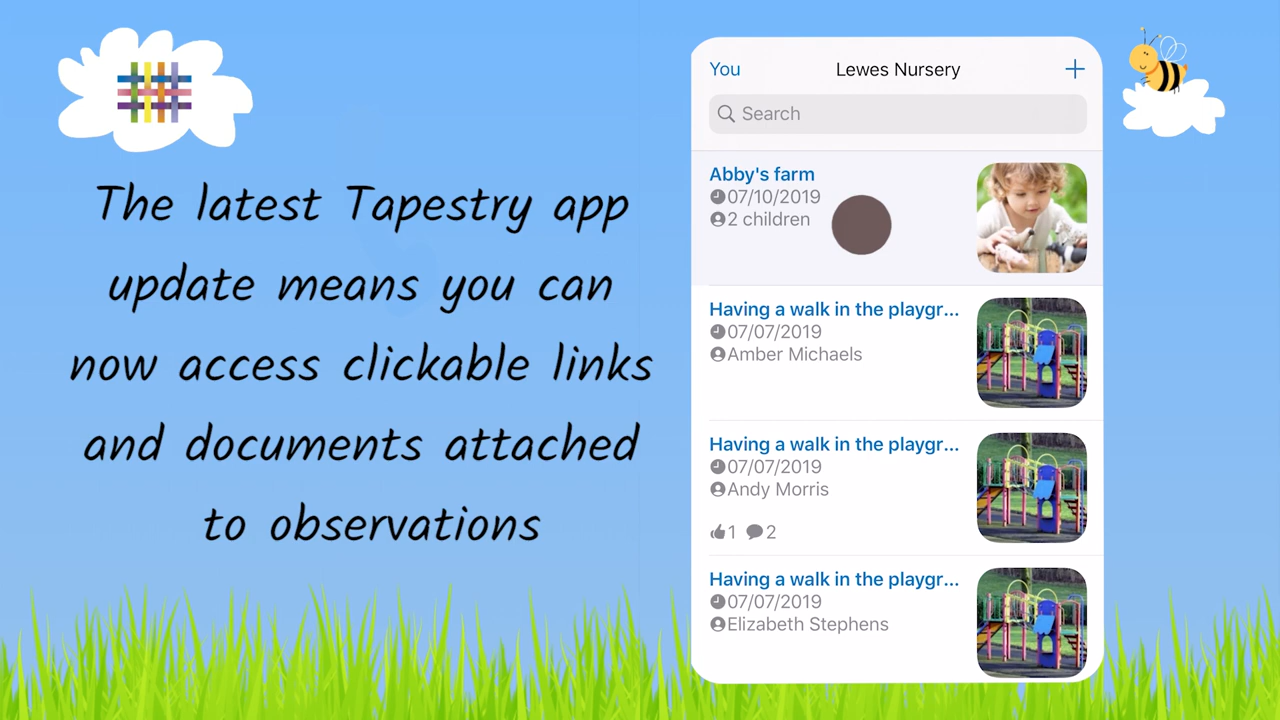 The latest Tapestry app
update means you can
now access clickable links
and documents attached
to observations
You
Lewes Nursery
Search
Abby's farm
07/10/2019
2 children
Having a walk in the playgr...
07/07/2019
Amber Michaels
Having a walk in the playgr...
07/07/2019
Andy Morris
1 2
Having a walk in the playgr...
07/07/2019
Elizabeth Stephens